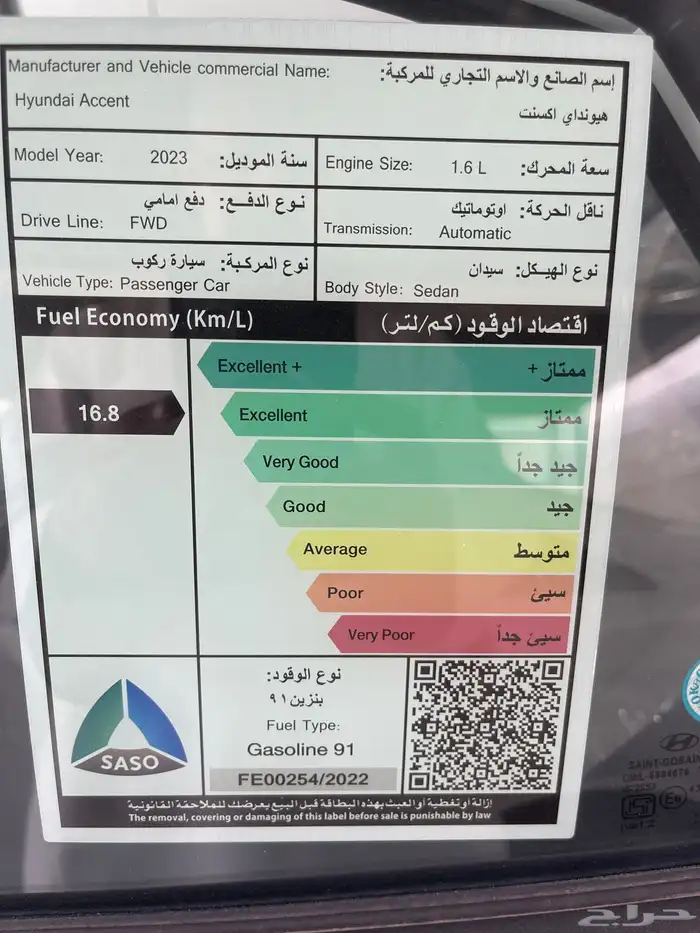 Manufacturer and Vehicle commercial Name: إسم الصانع والاسم التجاري للمركبة:
Hyundai Accent هيونداي اكسنت
Model Year: 2023 سنة الموديل:
Engine Size: 1.6 L سعة المحرك:
نوع الدفع: دفع امامي
Drive Line: FWD
ناقل الحركة: اوتوماتيك
Transmission: Automatic
نوع المركبة: سيارة ركوب
Vehicle Type: Passenger Car
نوع الهيكل: سيدان
Body Style: Sedan
Fuel Economy (Km/L) اقتصاد الوقود (كم/لتر)
Excellent + ممتاز +
16.8
Excellent ممتاز
Very Good جيد جداً
Good جيد
Average متوسط
Poor سيئ
Very Poor سيئ جداً
SASO
نوع الوقود:
بنزين ٩١
Fuel Type:
Gasoline 91
FE00254/2022
إزالة أو تغطية أو العبث بهذه البطاقة قبل البيع يعرضك للملاحقة القانونية
The removal, covering or damaging of this label before sale is punishable by law
SAINT-GOBAIN
حراج